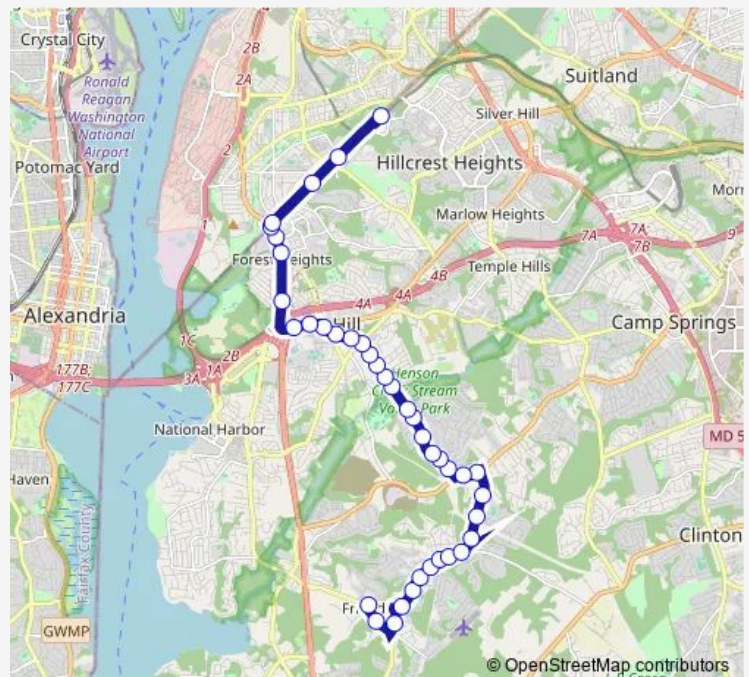 Crystal City
4
2B
Ronald
Reagan
Washington
National
Airport
2A
Suitland
Silver Hill
Potomac Yard
2
Hillcrest Heights
Marlow Heights
1
7A
7A
7B
9
Forest Heights
4B
Temple Hills
4A
4A
Alexandria
Hill
Camp Springs
1C
2B
177B;
177C
3A
1A
Henson
Creek Stream
Valley Park
National Harbor
MD 5
Haven
Fairfax County
Clinton
GWMP
© OpenStreetMap contributors